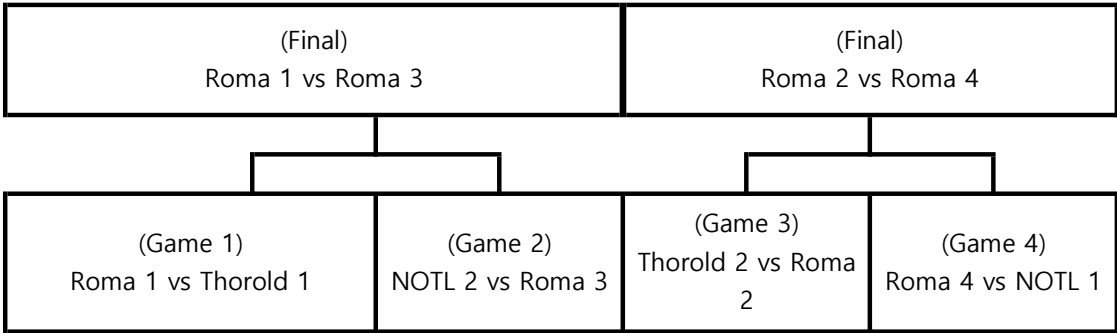 (Final)
Roma 1 vs Roma 3
(Final)
Roma 2 vs Roma 4
(Game 1)
Roma 1 vs Thorold 1
(Game 2)
NOTL 2 vs Roma 3
(Game 3)
Thorold 2 vs Roma
2
(Game 4)
Roma 4 vs NOTL 1